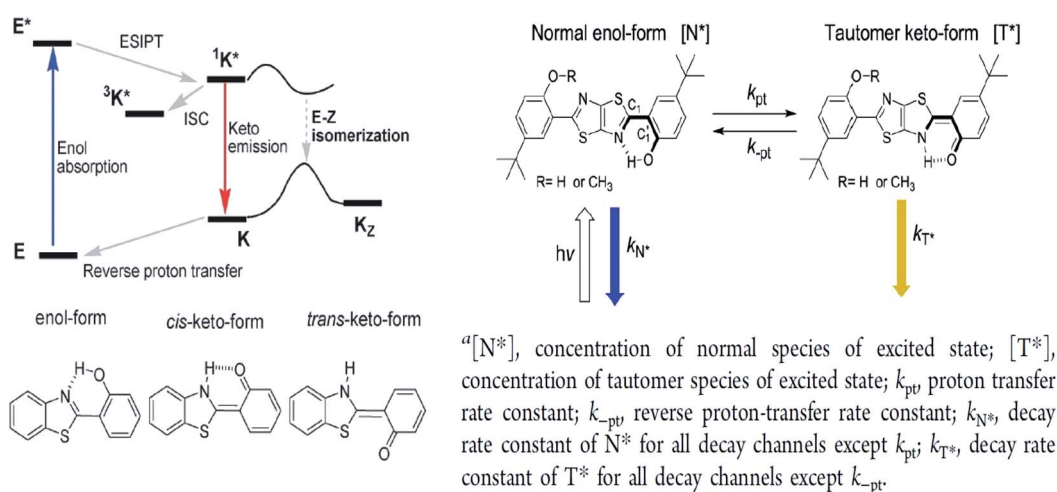 E*
ESIPT
¹K*
³K*
ISC
Enol
absorption
Keto
emission
E-Z
isomerization
K
K_Z
E
Reverse proton transfer
enol-form
cis-keto-form
trans-keto-form
H
O
N
S
H
O
N
S
H
N
S
O
Normal enol-form [N*]
Tautomer keto-form [T*]
O-R
N
S
C₁
C₁'
S
N
H-O
R= H or CH₃
k_pt
k_-pt
O-R
N
S
S
N
H
O
R= H or CH₃
hν
k_N*
k_T*
ᵃ[N*], concentration of normal species of excited state; [T*],
concentration of tautomer species of excited state; k_pt, proton transfer
rate constant; k_−pt, reverse proton-transfer rate constant; k_N*, decay
rate constant of N* for all decay channels except k_pt; k_T*, decay rate
constant of T* for all decay channels except k_−pt.